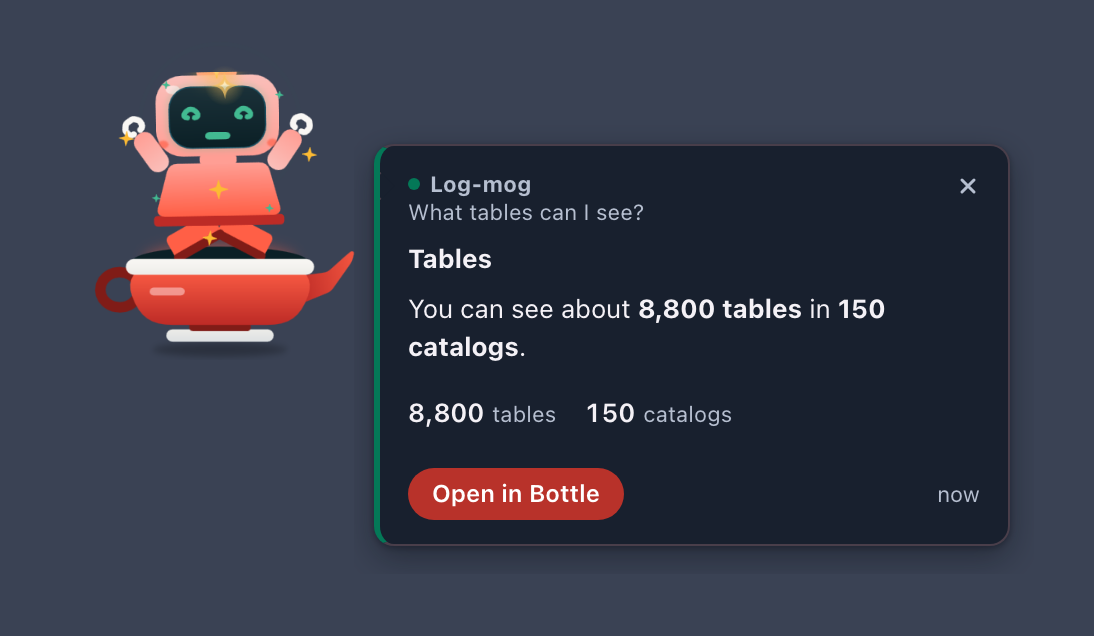 Log-mog
What tables can I see?
Tables
You can see about 8,800 tables in 150
catalogs.
8,800 tables 150 catalogs
Open in Bottle
now